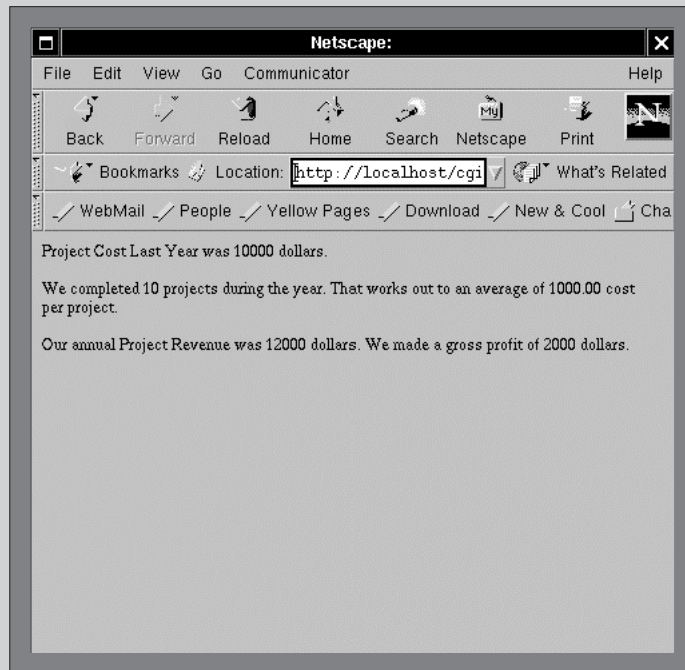 Netscape:
File Edit View Go Communicator Help
My N
Back Forward Reload Home Search Netscape Print
Bookmarks Location: http://localhost/cgi What's Related
WebMail People Yellow Pages Download New & Cool Cha
Project Cost Last Year was 10000 dollars.
We completed 10 projects during the year. That works out to an average of 1000.00 cost
per project.
Our annual Project Revenue was 12000 dollars. We made a gross profit of 2000 dollars.